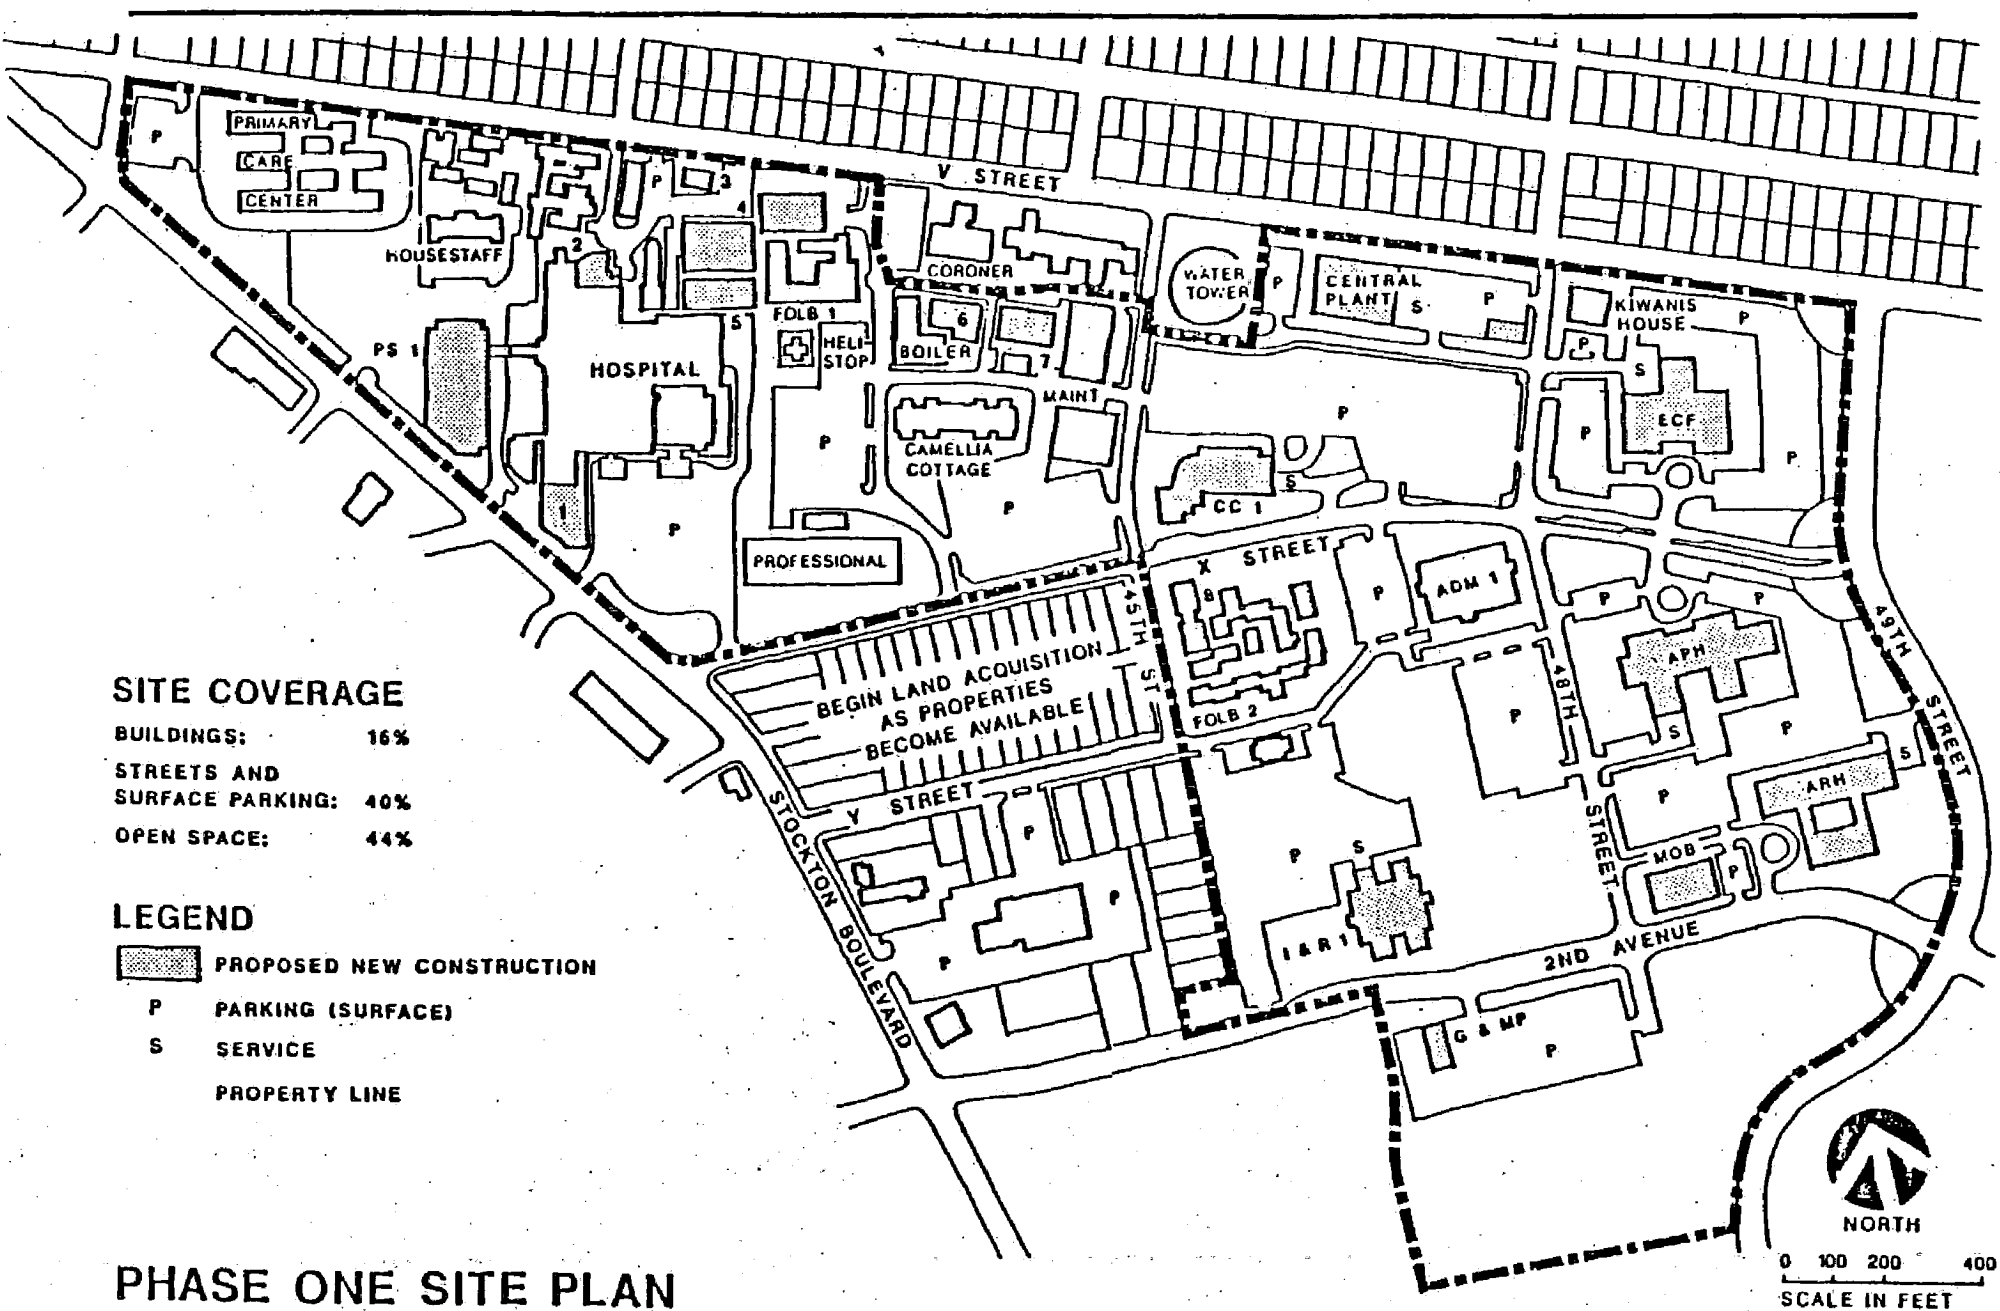 V STREET
P
PRIMARY
CARE
CENTER
HOUSESTAFF
2
P
3
4
5
FOLB 1
HELI
STOP
CORONER
6
BOILER
7
MAINT
WATER
TOWER
P
CENTRAL
PLANT
S
P
KIWANIS
HOUSE
P
P
S
ECF
P
P
PS 1
HOSPITAL
1
P
P
CAMELLIA
COTTAGE
P
PROFESSIONAL
P
CC 1
S
X STREET
8
P
ADM 1
P
P
APH
S
P
49TH STREET
45TH ST
FOLB 2
P
48TH STREET
S
ARH
P
MOB
P
BEGIN LAND ACQUISITION
AS PROPERTIES
BECOME AVAILABLE
Y STREET
P
P
P
STOCKTON BOULEVARD
P
S
I & R 1
2ND AVENUE
G & MP
P
SITE COVERAGE
BUILDINGS: 16%
STREETS AND
SURFACE PARKING: 40%
OPEN SPACE: 44%
LEGEND
PROPOSED NEW CONSTRUCTION
P PARKING (SURFACE)
S SERVICE
PROPERTY LINE
NORTH
0 100 200 400
SCALE IN FEET
PHASE ONE SITE PLAN